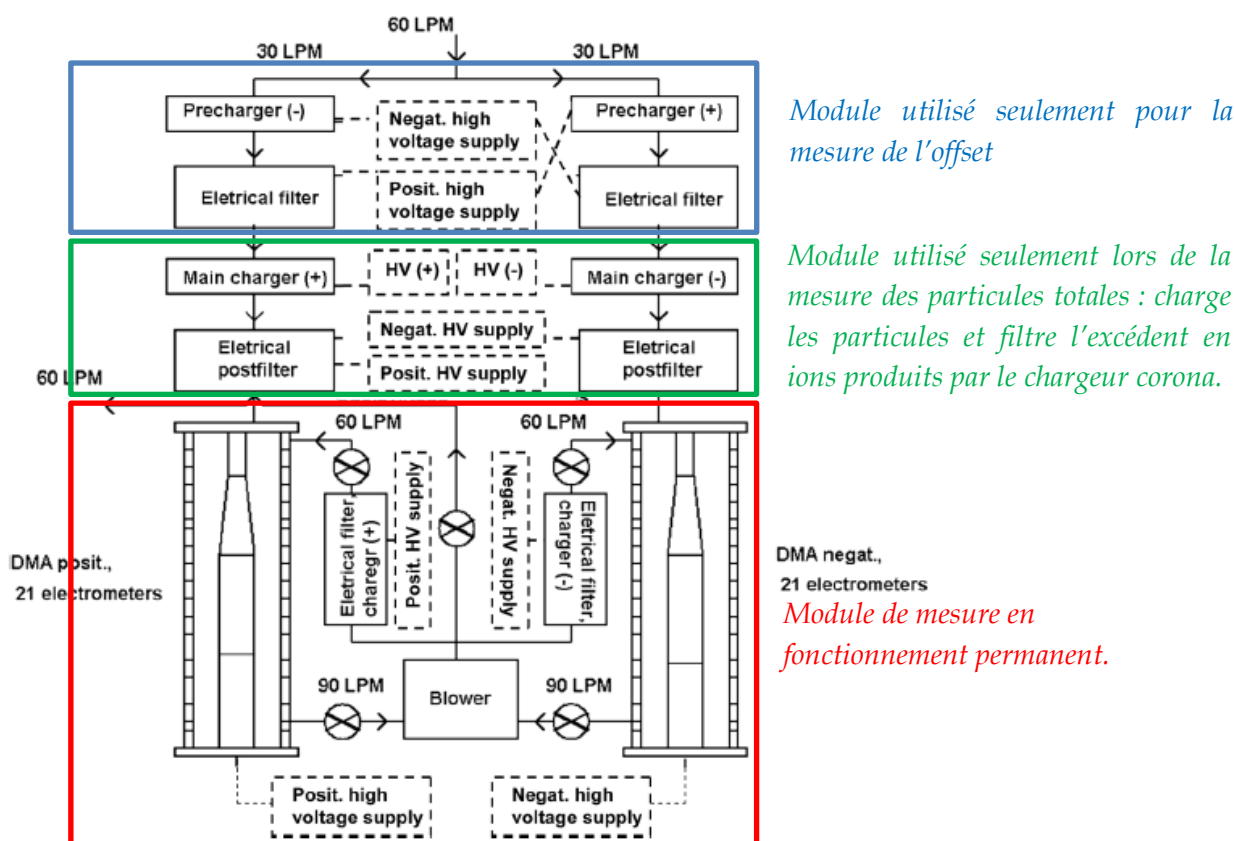 60 LPM
30 LPM
30 LPM
Precharger (-)
Negat. high
voltage supply
Precharger (+)
Module utilisé seulement pour la
mesure de l'offset
Eletrical filter
Posit. high
voltage supply
Eletrical filter
Main charger (+)
HV (+)
HV (-)
Main charger (-)
Module utilisé seulement lors de la
mesure des particules totales : charge
les particules et filtre l'excédent en
ions produits par le chargeur corona.
Eletrical
postfilter
Negat. HV supply
Posit. HV supply
Eletrical
postfilter
60 LPM
60 LPM
60 LPM
Eletrical filter,
charegr (+)
Posit. HV supply
Negat. HV supply
Eletrical filter,
charger (-)
DMA posit.,
21 electrometers
DMA negat.,
21 electrometers
Module de mesure en
fonctionnement permanent.
90 LPM
Blower
90 LPM
Posit. high
voltage supply
Negat. high
voltage supply